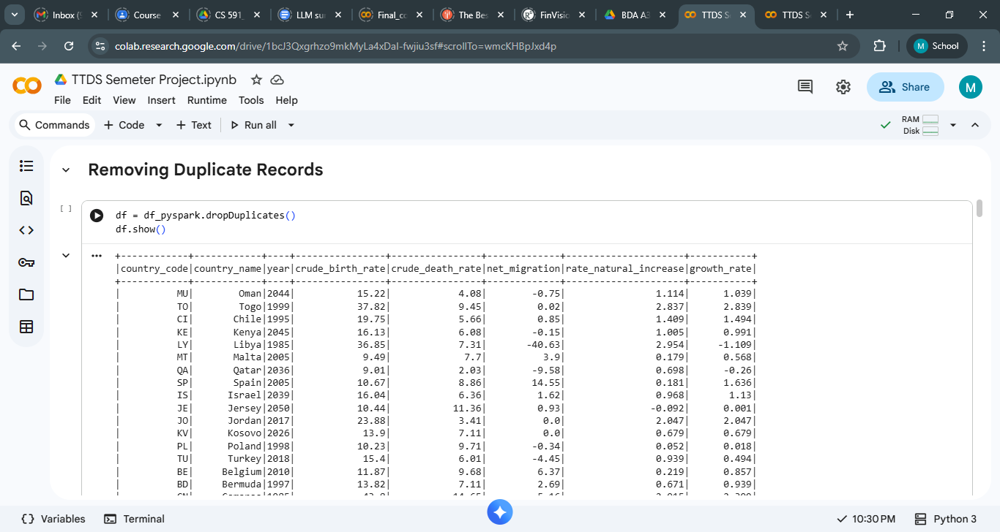 Inbox (9
Course
CS 591_
LLM su
Final_co
The Bes
FinVisio
BDA A3
TTDS Se
TTDS Se
colab.research.google.com/drive/1bcJ3Qxgrhzo9mkMyLa4xDaI-fwjiu3sf#scrollTo=wmcKHBpJxd4p
M School
TTDS Semeter Project.ipynb
File Edit View Insert Runtime Tools Help
Share
M
Commands + Code + Text Run all
RAM
Disk
Removing Duplicate Records
[ ]
df = df_pyspark.dropDuplicates()
df.show()
+------------+------------+----+----------------+----------------+-------------+---------------------+-----------+
|country_code|country_name|year|crude_birth_rate|crude_death_rate|net_migration|rate_natural_increase|growth_rate|
+------------+------------+----+----------------+----------------+-------------+---------------------+-----------+
| MU| Oman|2044| 15.22| 4.08| -0.75| 1.114| 1.039|
| TO| Togo|1999| 37.82| 9.45| 0.02| 2.837| 2.839|
| CI| Chile|1995| 19.75| 5.66| 0.85| 1.409| 1.494|
| KE| Kenya|2045| 16.13| 6.08| -0.15| 1.005| 0.991|
| LY| Libya|1985| 36.85| 7.31| -40.63| 2.954| -1.109|
| MT| Malta|2005| 9.49| 7.7| 3.9| 0.179| 0.568|
| QA| Qatar|2036| 9.01| 2.03| -9.58| 0.698| -0.26|
| SP| Spain|2005| 10.67| 8.86| 14.55| 0.181| 1.636|
| IS| Israel|2039| 16.04| 6.36| 1.62| 0.968| 1.13|
| JE| Jersey|2050| 10.44| 11.36| 0.93| -0.092| 0.001|
| JO| Jordan|2017| 23.88| 3.41| 0.0| 2.047| 2.047|
| KV| Kosovo|2026| 13.9| 7.11| 0.0| 0.679| 0.679|
| PL| Poland|1998| 10.23| 9.71| -0.34| 0.052| 0.018|
| TU| Turkey|2018| 15.4| 6.01| -4.45| 0.939| 0.494|
| BE| Belgium|2010| 11.87| 9.68| 6.37| 0.219| 0.857|
| BD| Bermuda|1997| 13.82| 7.11| 2.69| 0.671| 0.939|
Variables Terminal
10:30 PM Python 3